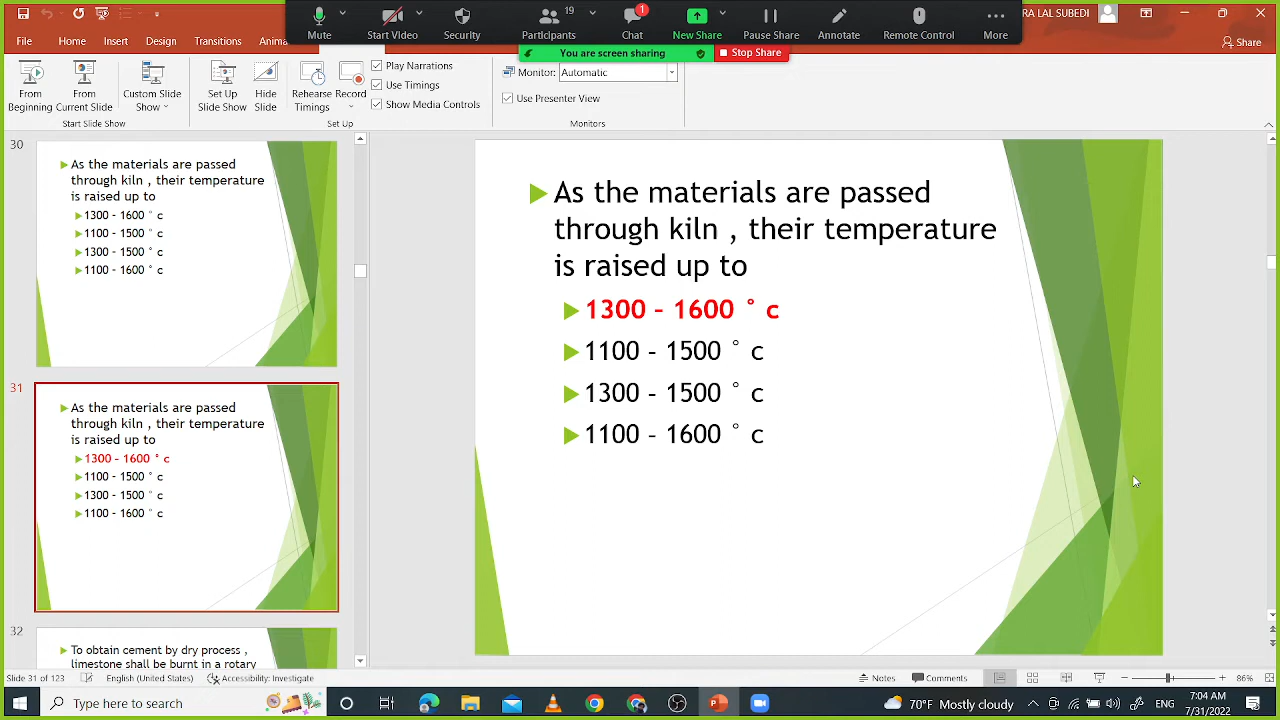 Mute
Start Video
Security
19
Participants
1
Chat
New Share
Pause Share
Annotate
Remote Control
More
RA LAL SUBEDI
You are screen sharing
Stop Share
File
Home
Insert
Design
Transitions
Anima
Share
From Beginning
From Current Slide
Custom Slide Show
Set Up Slide Show
Hide Slide
Rehearse Timings
Record
Play Narrations
Use Timings
Show Media Controls
Monitor:
Automatic
Use Presenter View
Start Slide Show
Set Up
Monitors
30
As the materials are passed
through kiln , their temperature
is raised up to
1300 – 1600 ° c
1100 – 1500 ° c
1300 – 1500 ° c
1100 – 1600 ° c
31
As the materials are passed
through kiln , their temperature
is raised up to
1300 – 1600 ° c
1100 – 1500 ° c
1300 – 1500 ° c
1100 – 1600 ° c
32
To obtain cement by dry process ,
limestone shall be burnt in a rotary
As the materials are passed
through kiln , their temperature
is raised up to
1300 – 1600 ° c
1100 – 1500 ° c
1300 – 1500 ° c
1100 – 1600 ° c
Slide 31 of 123
English (United States)
Accessibility: Investigate
Notes
Comments
86%
Type here to search
70°F Mostly cloudy
ENG
7:04 AM
7/31/2022